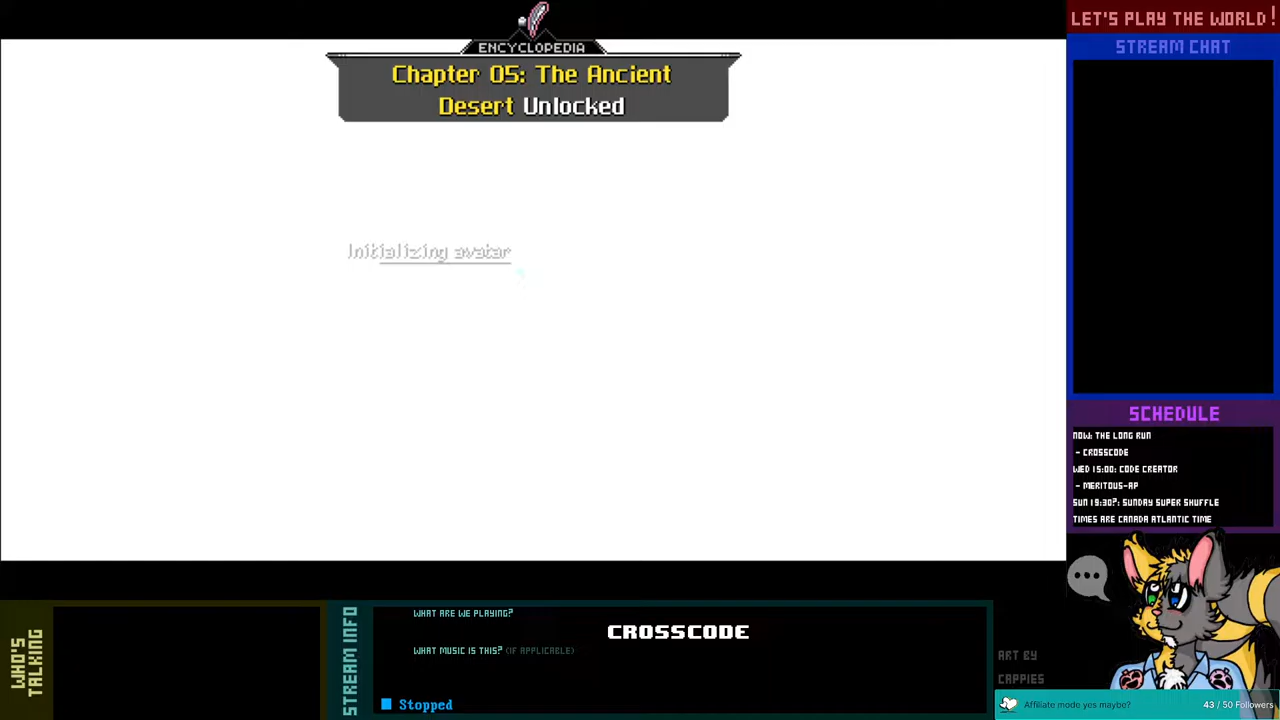 LET'S PLAY THE WORLD!
STREAM CHAT
ENCYCLOPEDIA
Chapter 05: The Ancient
Desert Unlocked
Initializing avatar
SCHEDULE
NOW: THE LONG RUN
- CROSSCODE
WED 15:00: CODE CREATOR
- MERITOUS-AP
SUN 19:30?: SUNDAY SUPER SHUFFLE
TIMES ARE CANADA ATLANTIC TIME
WHO'S
TALKING
STREAM INFO
WHAT ARE WE PLAYING?
CROSSCODE
WHAT MUSIC IS THIS? (IF APPLICABLE)
Stopped
ART BY
CAPPIES
Affiliate mode yes maybe?
43 / 50 Followers